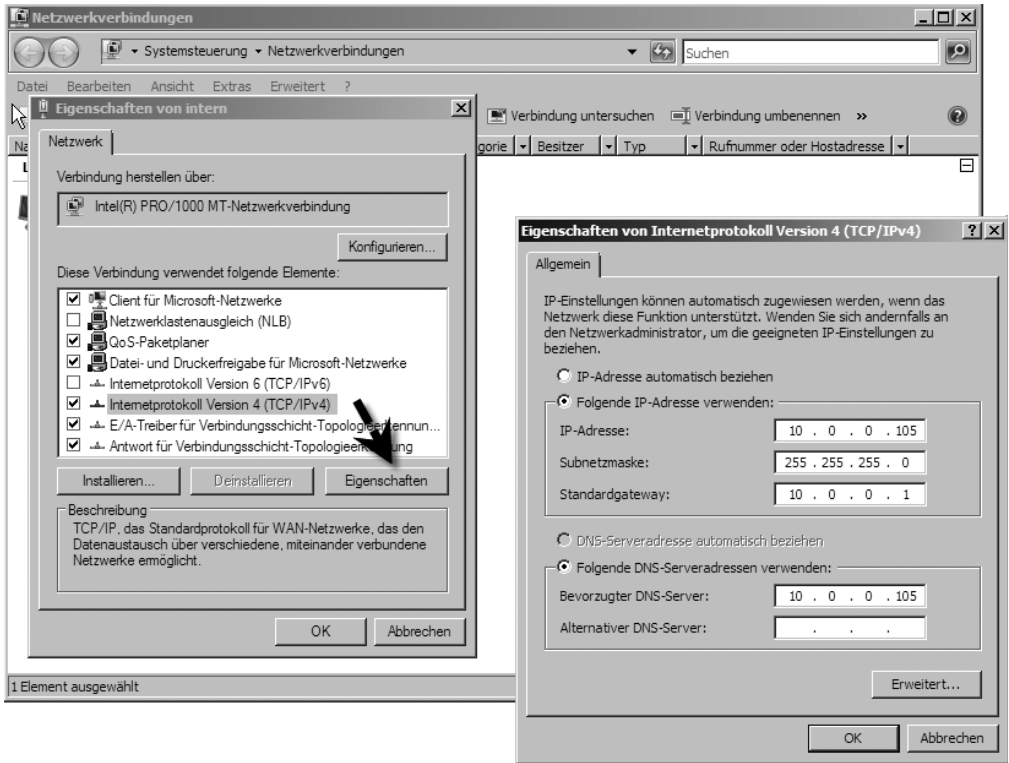 Netzwerkverbindungen
Systemsteuerung Netzwerkverbindungen
Suchen
Datei Bearbeiten Ansicht Extras Erweitert ?
Verbindung untersuchen Verbindung umbenennen »
gorie Besitzer Typ Rufnummer oder Hostadresse
Eigenschaften von intern
Netzwerk
Verbindung herstellen über:
Intel(R) PRO/1000 MT-Netzwerkverbindung
Konfigurieren...
Diese Verbindung verwendet folgende Elemente:
Client für Microsoft-Netzwerke
Netzwerklastenausgleich (NLB)
QoS-Paketplaner
Datei- und Druckerfreigabe für Microsoft-Netzwerke
Internetprotokoll Version 6 (TCP/IPv6)
Internetprotokoll Version 4 (TCP/IPv4)
E/A-Treiber für Verbindungsschicht-Topologieerkennun...
Antwort für Verbindungsschicht-Topologieerkennung
Installieren... Deinstallieren Eigenschaften
Beschreibung
TCP/IP, das Standardprotokoll für WAN-Netzwerke, das den
Datenaustausch über verschiedene, miteinander verbundene
Netzwerke ermöglicht.
OK Abbrechen
1 Element ausgewählt
Eigenschaften von Internetprotokoll Version 4 (TCP/IPv4)
Allgemein
IP-Einstellungen können automatisch zugewiesen werden, wenn das
Netzwerk diese Funktion unterstützt. Wenden Sie sich andernfalls an
den Netzwerkadministrator, um die geeigneten IP-Einstellungen zu
beziehen.
IP-Adresse automatisch beziehen
Folgende IP-Adresse verwenden:
IP-Adresse: 10 . 0 . 0 . 105
Subnetzmaske: 255 . 255 . 255 . 0
Standardgateway: 10 . 0 . 0 . 1
DNS-Serveradresse automatisch beziehen
Folgende DNS-Serveradressen verwenden:
Bevorzugter DNS-Server: 10 . 0 . 0 . 105
Alternativer DNS-Server: . . .
Erweitert...
OK Abbrechen